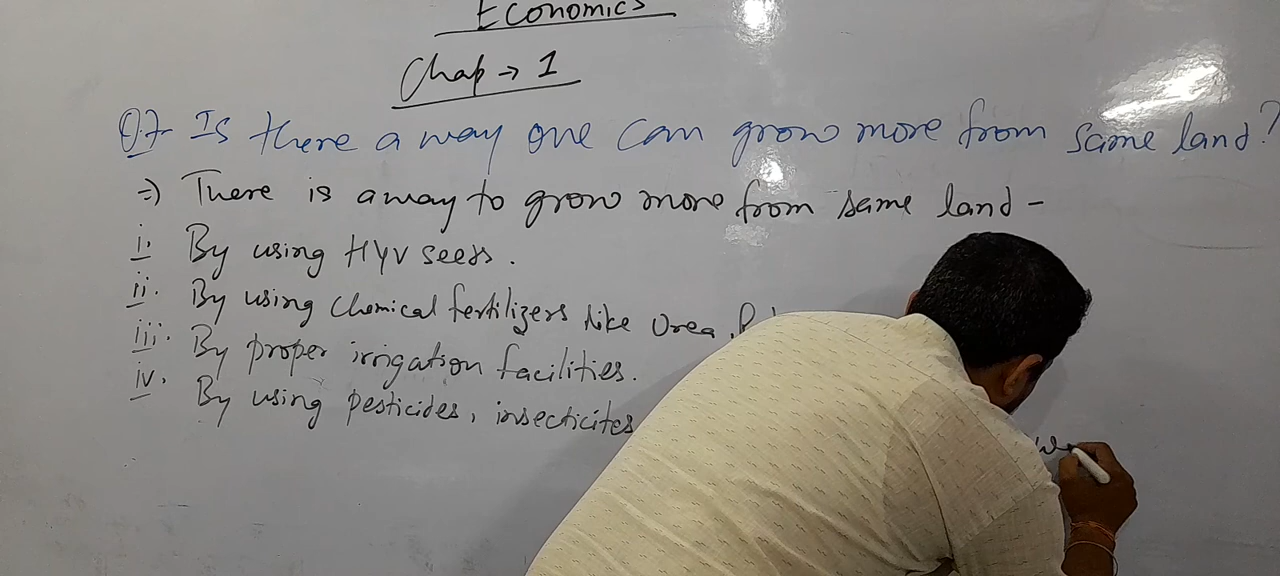 Economics
Chap → 1
Q.7- Is there a way one can grow more from same land?
⇒) There is a way to grow more from same land -
i. By using HYV seeds.
ii. By using chemical fertilizers like Urea,
iii. By proper irrigation facilities.
iv. By using pesticides, insecticites